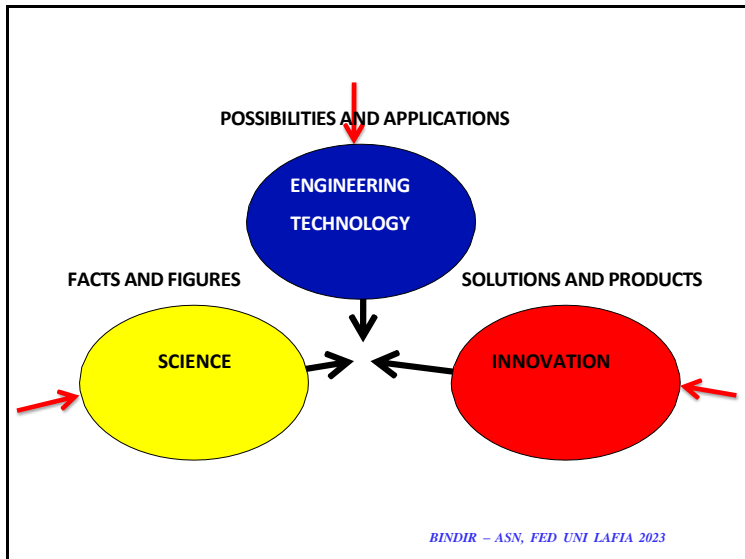 POSSIBILITIES AND APPLICATIONS
ENGINEERING
TECHNOLOGY
FACTS AND FIGURES
SOLUTIONS AND PRODUCTS
SCIENCE
INNOVATION
BINDIR – ASN, FED UNI LAFIA 2023